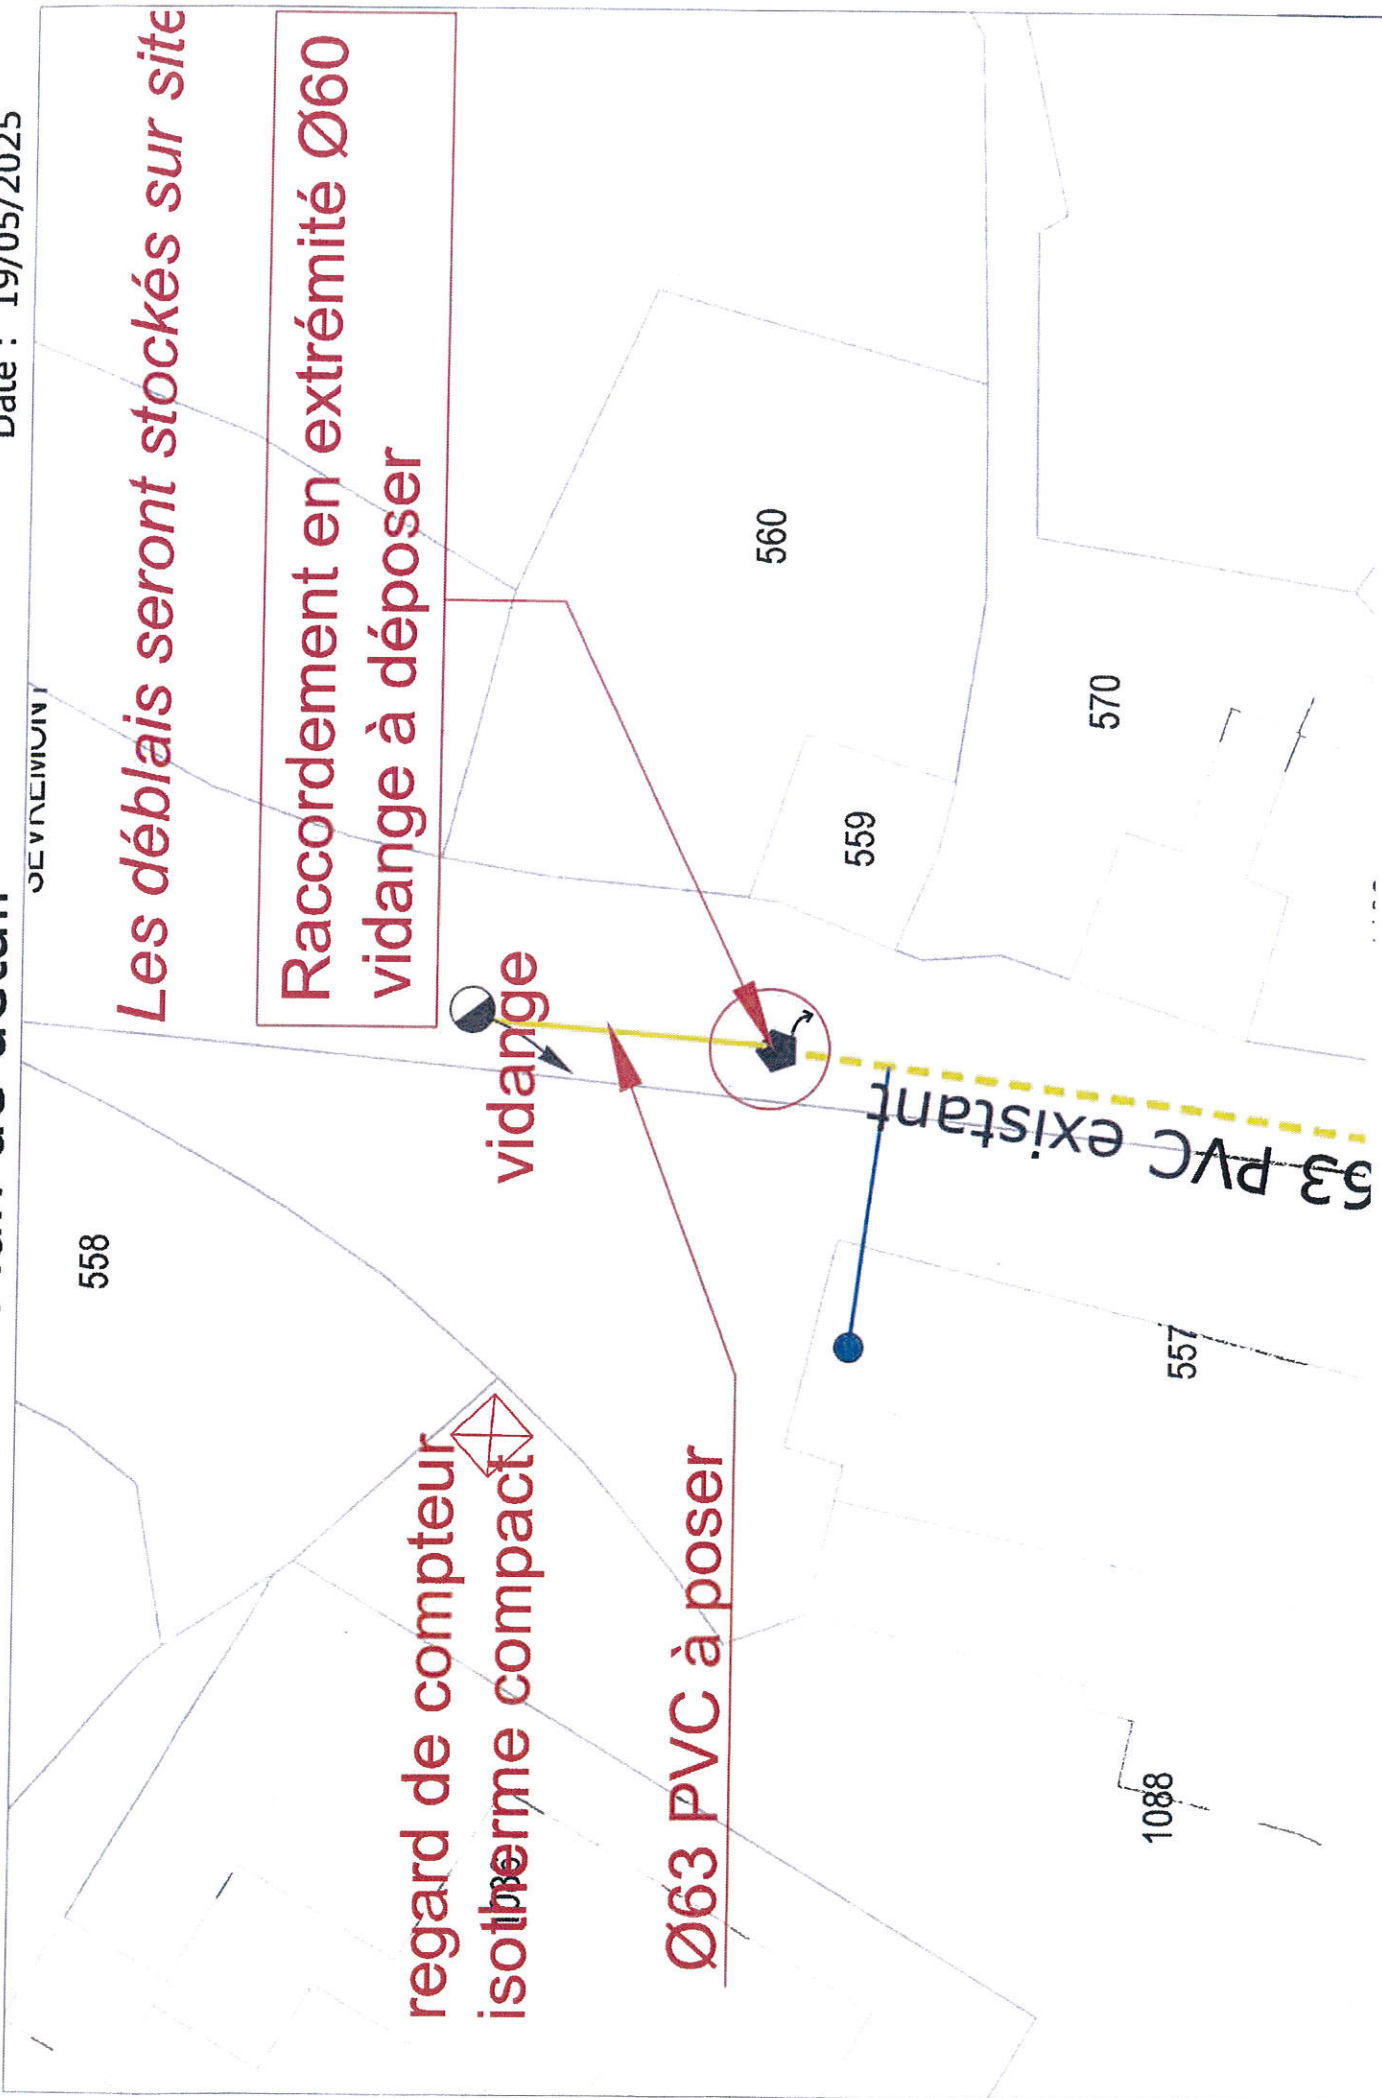 Date : 19/05/2025
Les déblais seront stockés sur site
Raccordement en extrémité Ø60
vidange à déposer
vidange
regard de compteur
isotherme compact
Ø63 PVC à poser
63 PVC existant
558
560
559
570
557
1088